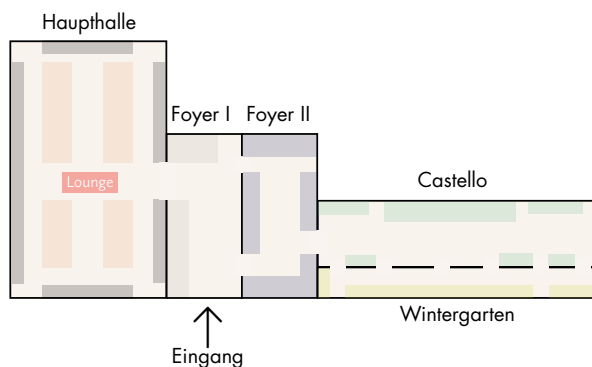 Haupthalle
Foyer I
Foyer II
Lounge
Castello
Wintergarten
Eingang